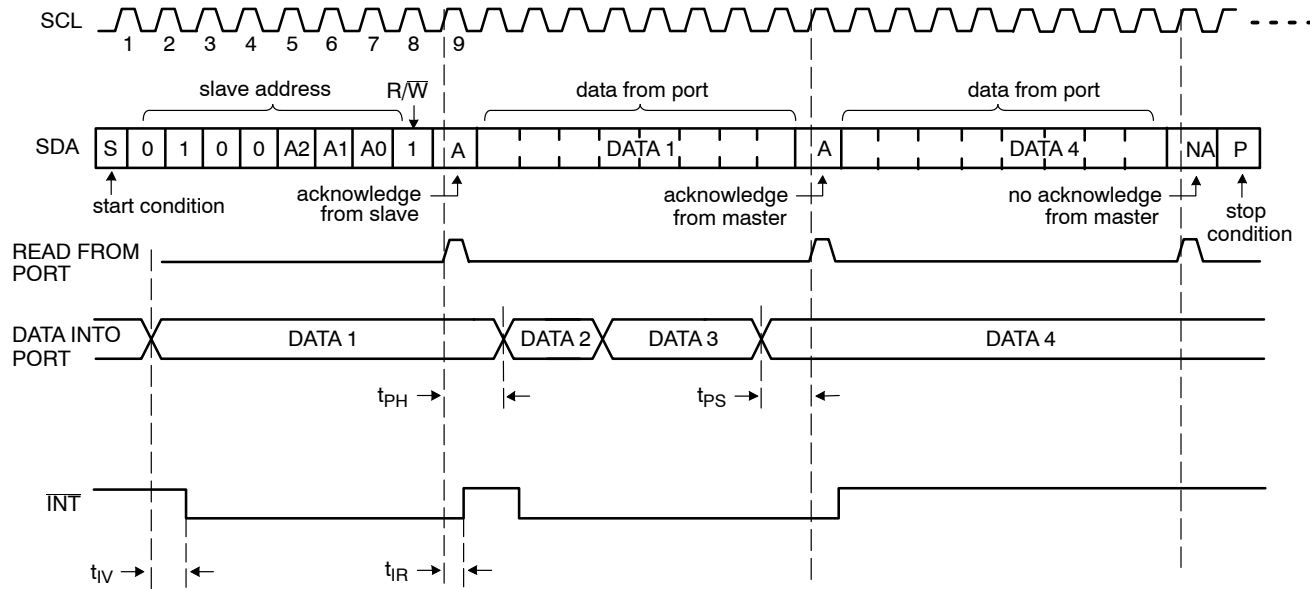 SCL
1 2 3 4 5 6 7 8 9
slave address
R/W̅
data from port
data from port
SDA
S 0 1 0 0 A2 A1 A0 1 A DATA 1 A DATA 4 NA P
start condition
acknowledge
from slave
acknowledge
from master
no acknowledge
from master
stop
condition
READ FROM
PORT
DATA INTO
PORT
DATA 1 DATA 2 DATA 3 DATA 4
tPH
tPS
I̅N̅T̅
tIV
tIR